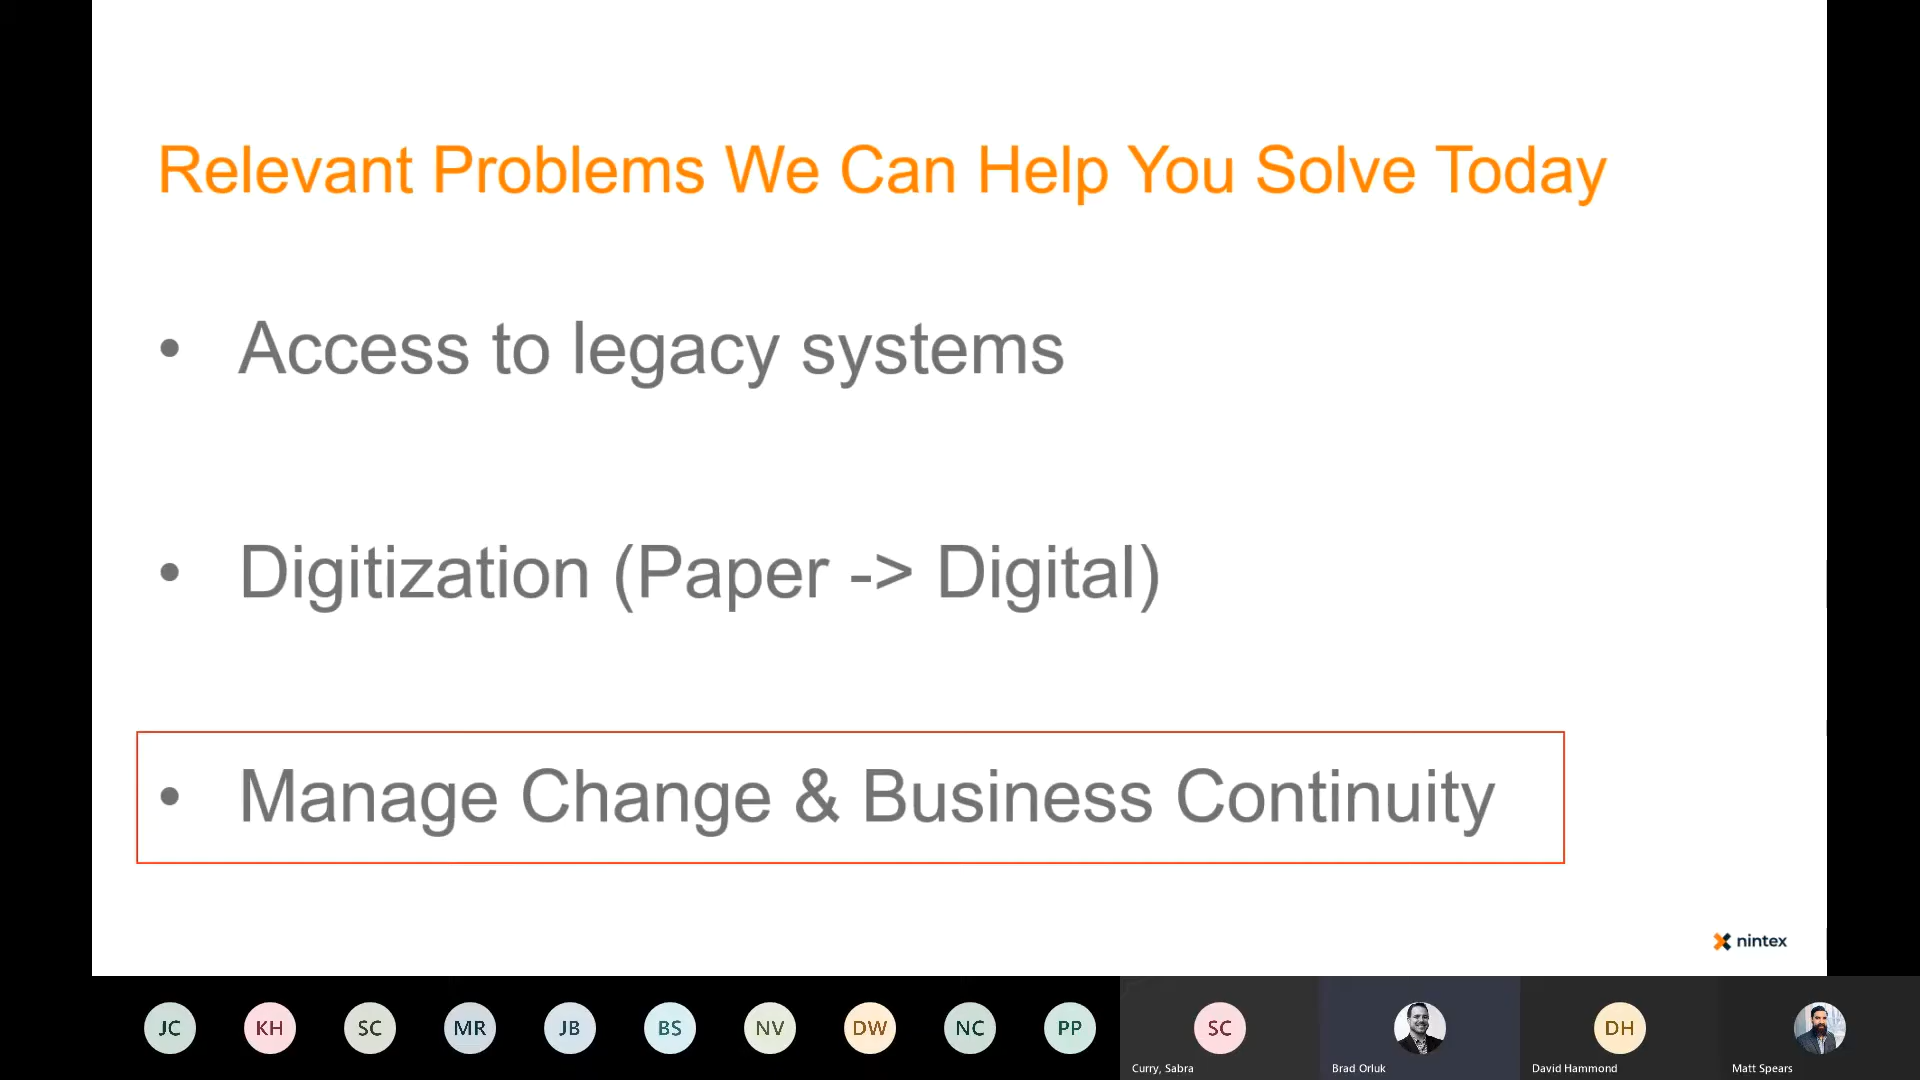 Relevant Problems We Can Help You Solve Today
• Access to legacy systems
• Digitization (Paper -> Digital)
• Manage Change & Business Continuity
nintex
JC KH SC MR JB BS NV DW NC PP SC DH
Curry, Sabra Brad Orluk David Hammond Matt Spears